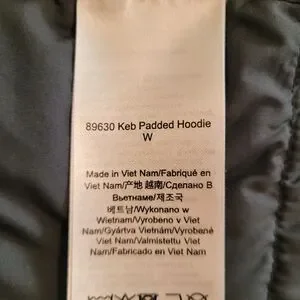 89630 Keb Padded Hoodie
W
Made in Viet Nam/Fabriqué en
Viet Nam/产地 越南/Сделано В
Вьетнаме/제조국
베트남/Wykonano w
Wietnam/Vyrobeno v Viet
Nam/Gyártva Vietnám/Vyrobené
Viet Nam/Valmistettu Viet
Nam/Fabricado en Viet Nam